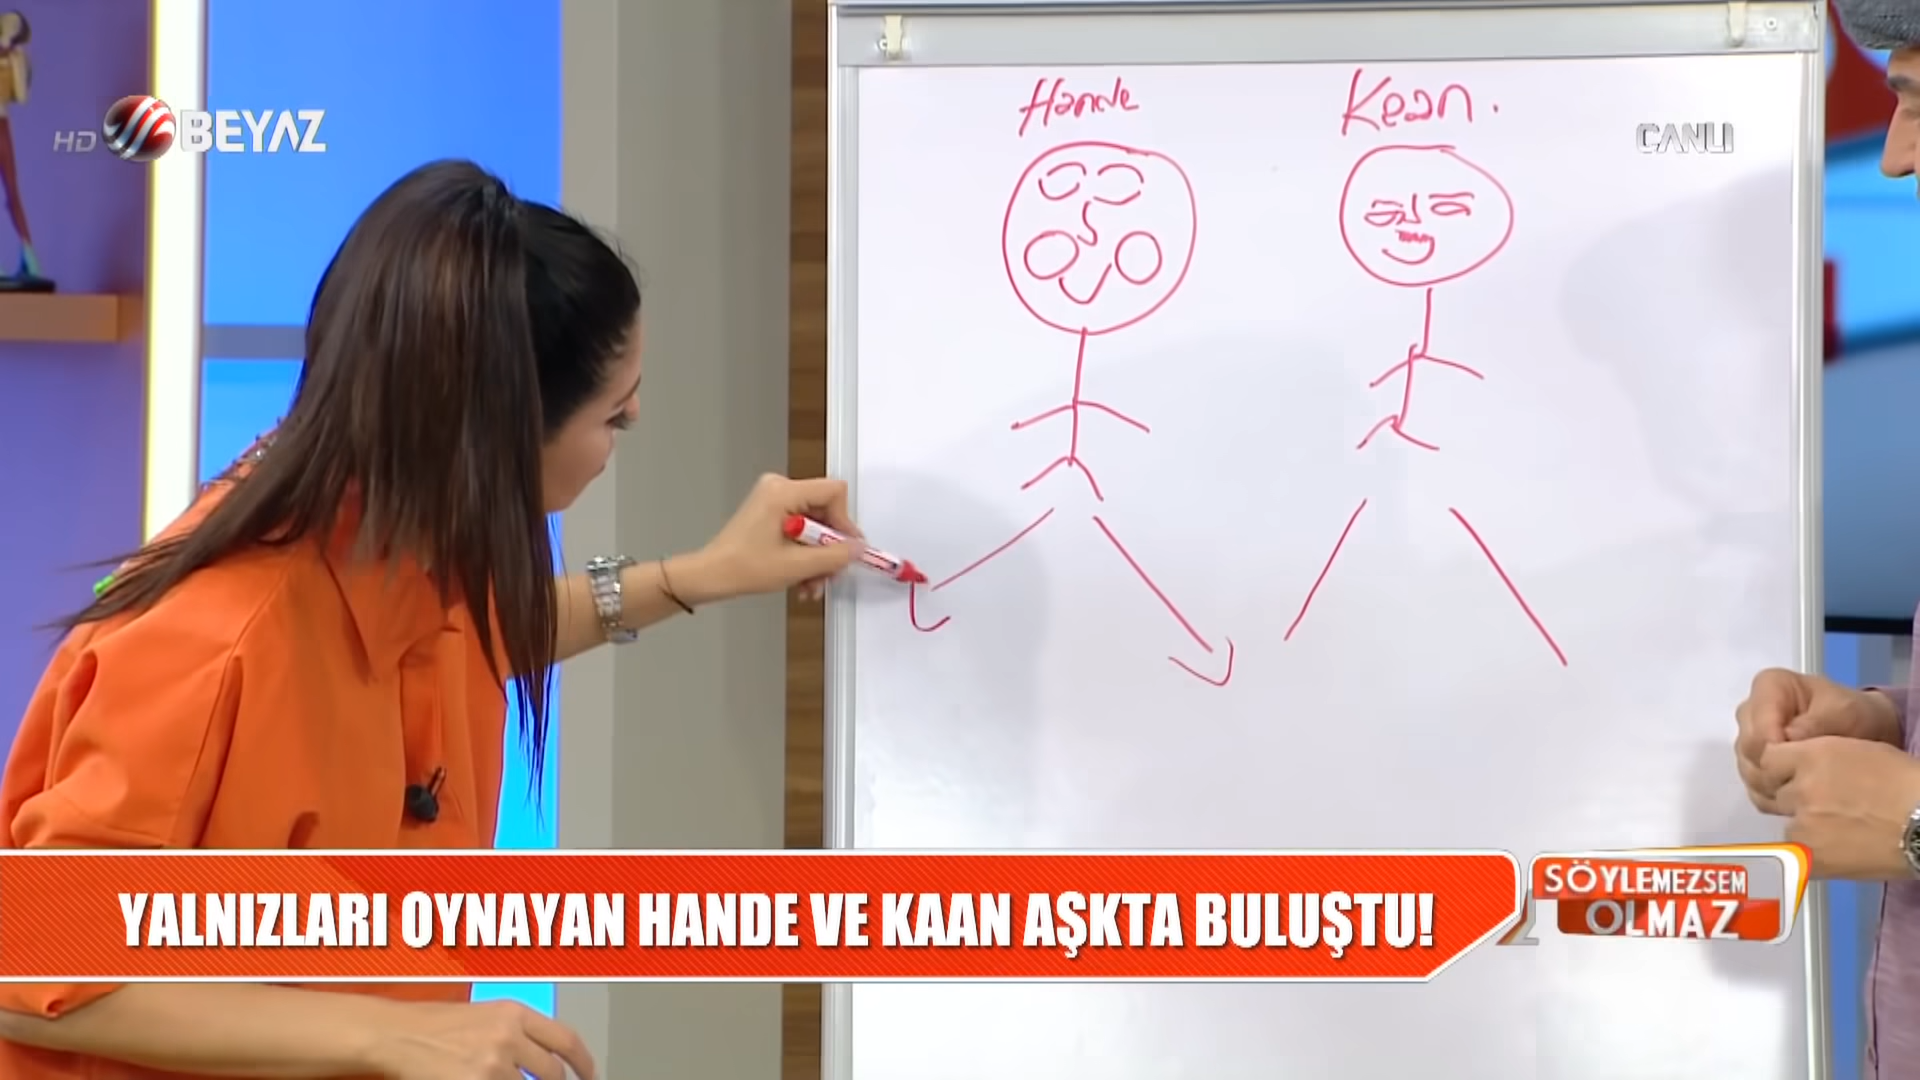 HD BEYAZ
CANLI
Hande
Kaan.
YALNIZLARI OYNAYAN HANDE VE KAAN AŞKTA BULUŞTU!
SÖYLEMEZSEM
OLMAZ